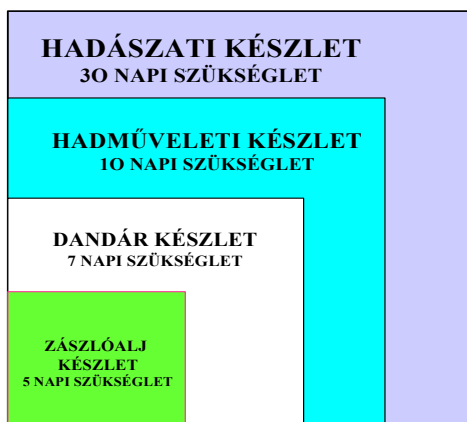 HADÁSZATI KÉSZLET
3O NAPI SZÜKSÉGLET
HADMŰVELETI KÉSZLET
1O NAPI SZÜKSÉGLET
DANDÁR KÉSZLET
7 NAPI SZÜKSÉGLET
ZÁSZLÓALJ
KÉSZLET
5 NAPI SZÜKSÉGLET